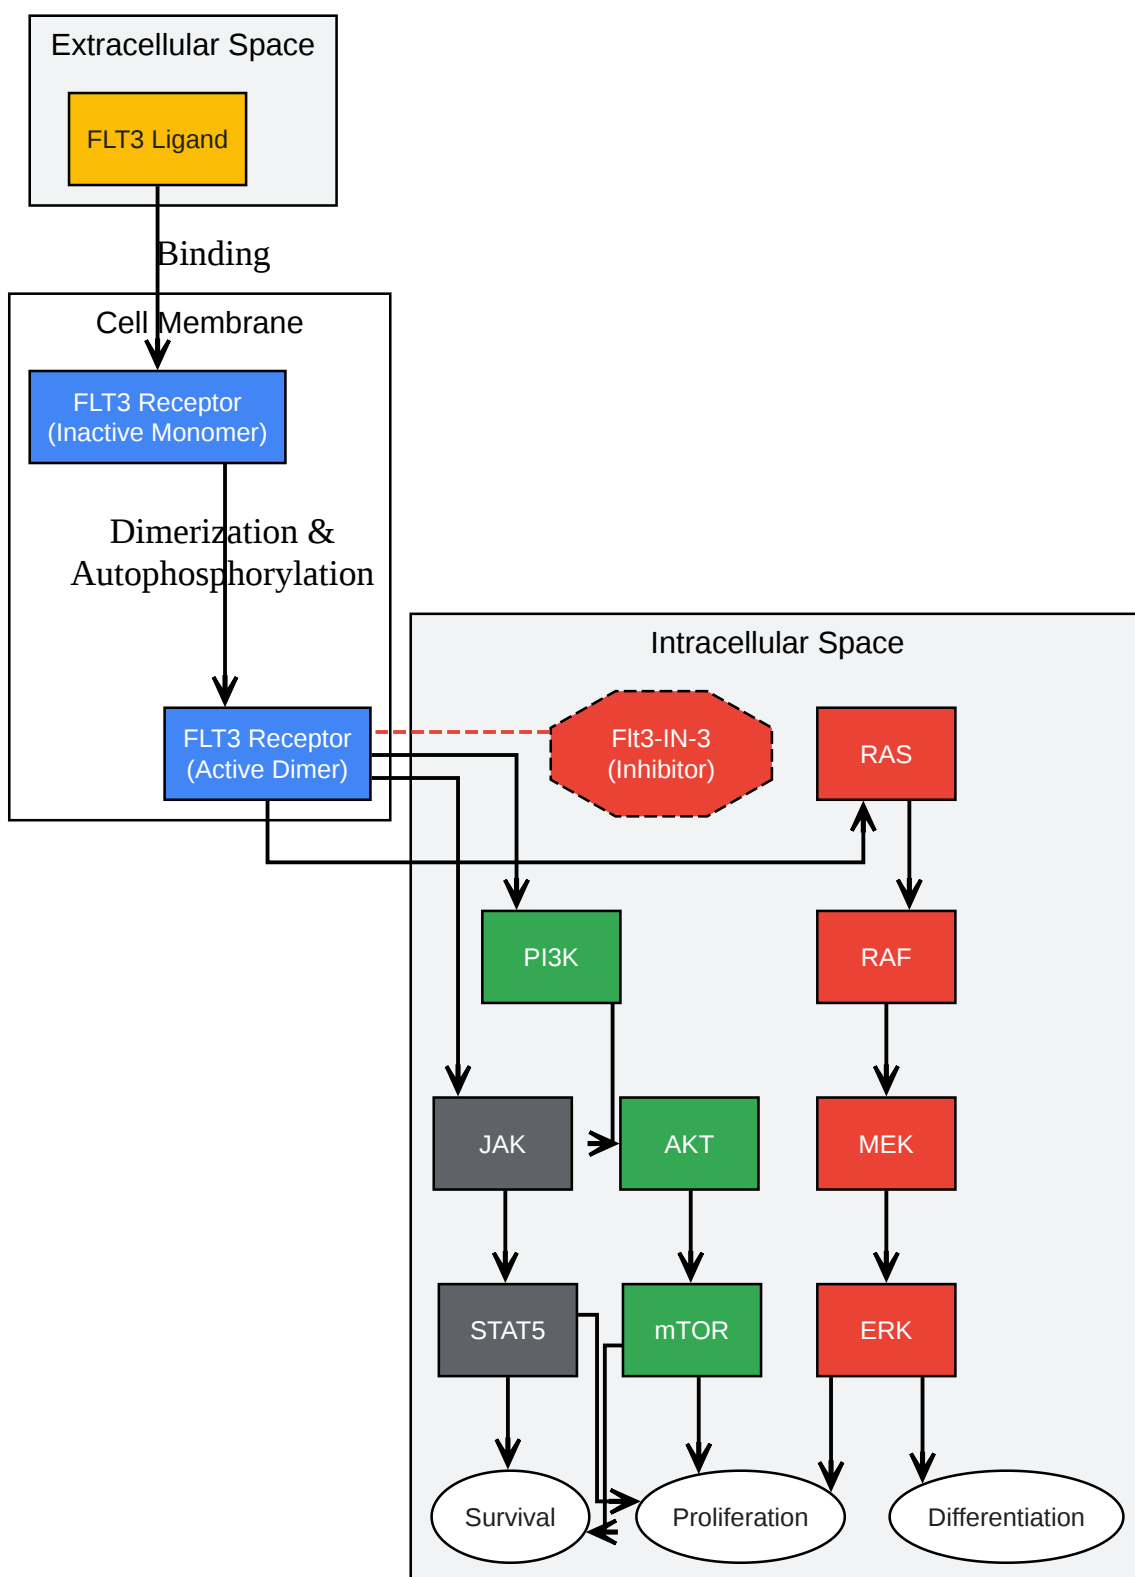 Extracellular Space
FLT3 Ligand
Binding
Cell Membrane
FLT3 Receptor
(Inactive Monomer)
Dimerization &
Autophosphorylation
Intracellular Space
FLT3 Receptor
(Active Dimer)
Flt3-IN-3
(Inhibitor)
RAS
PI3K
RAF
JAK
AKT
MEK
STAT5
mTOR
ERK
Survival
Proliferation
Differentiation